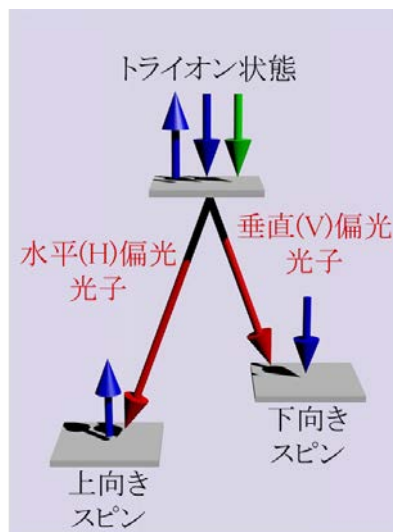 トライオン状態
水平(H)偏光
光子
垂直(V)偏光
光子
上向き
スピン
下向き
スピン